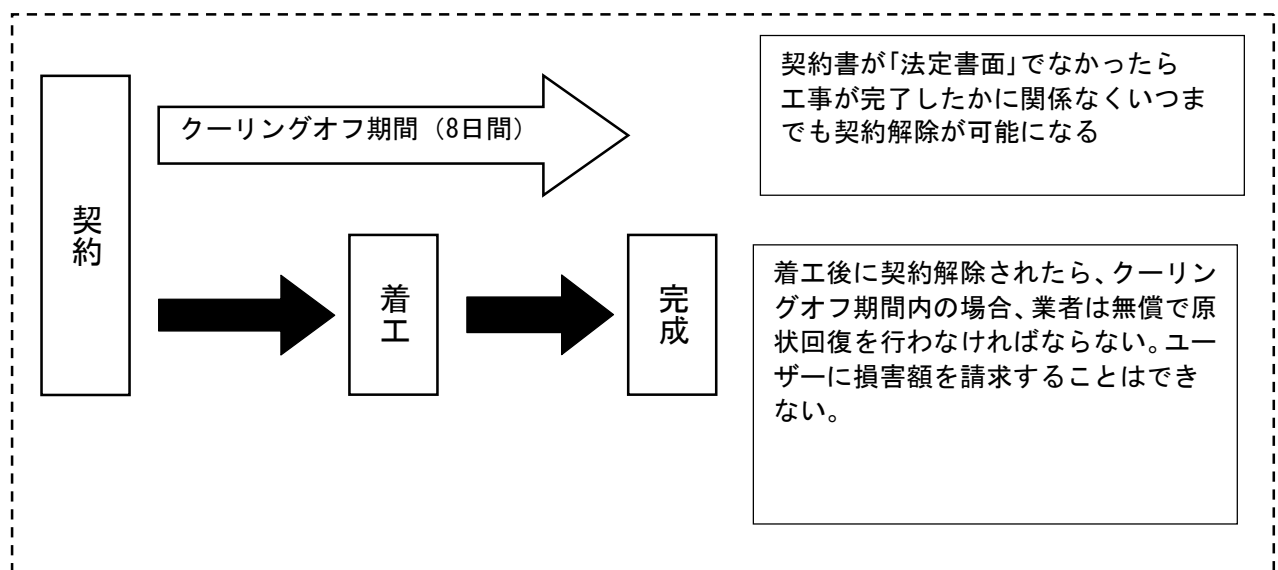 契約
クーリングオフ期間（8日間）
着工
完成
契約書が｢法定書面｣でなかったら
工事が完了したかに関係なくいつま
でも契約解除が可能になる
着工後に契約解除されたら、クーリン
グオフ期間内の場合、業者は無償で原
状回復を行わなければならない。ユー
ザーに損害額を請求することはでき
ない。